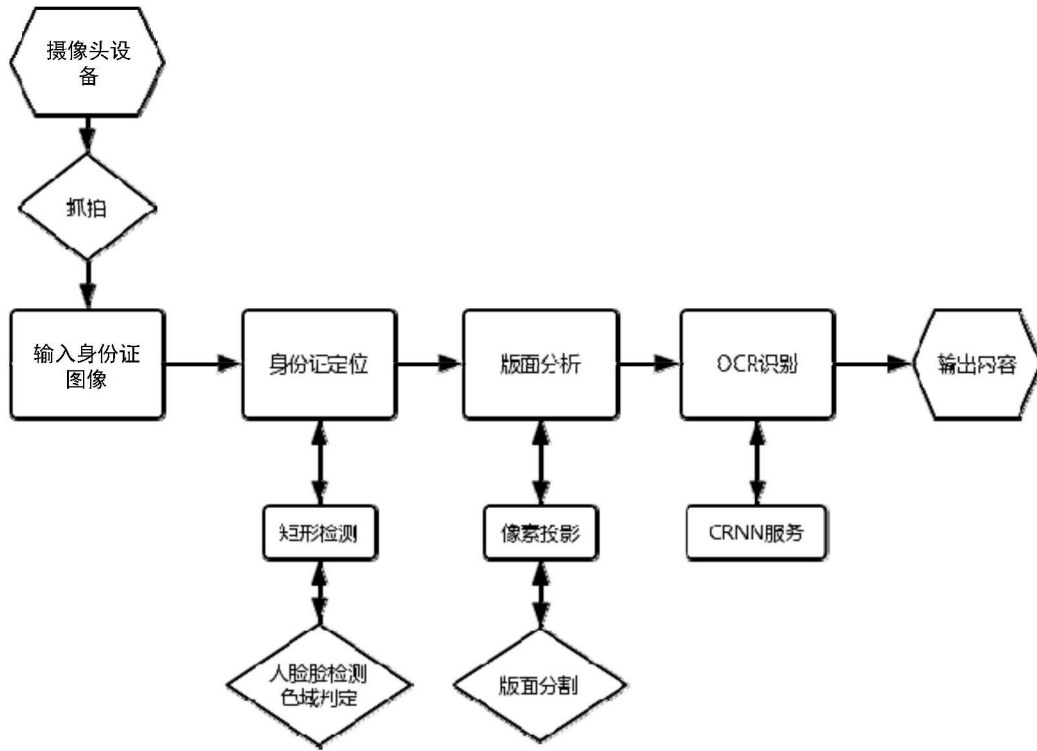 摄像头设
备
抓拍
输入身份证
图像
身份证定位
版面分析
OCR识别
输出内容
矩形检测
像素投影
CRNN服务
人脸脸检测
色域判定
版面分割